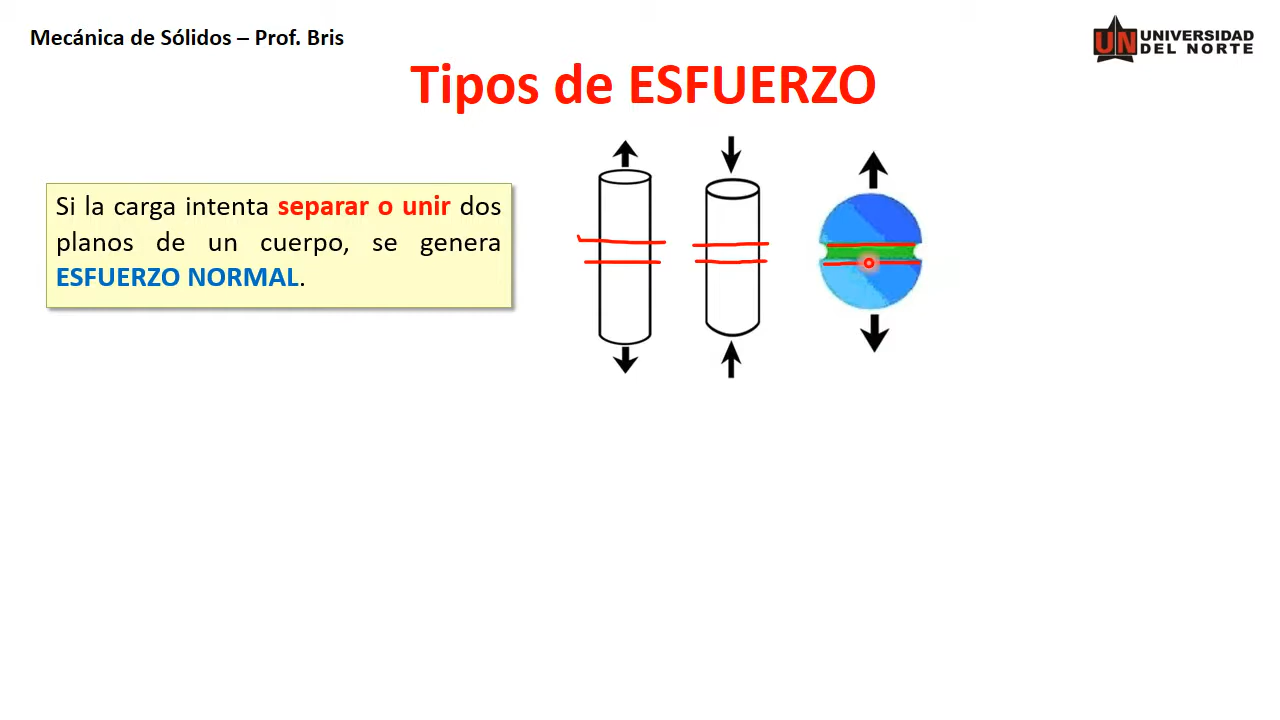 Mecánica de Sólidos – Prof. Bris
UN UNIVERSIDAD
DEL NORTE
Tipos de ESFUERZO
Si la carga intenta separar o unir dos
planos de un cuerpo, se genera
ESFUERZO NORMAL.